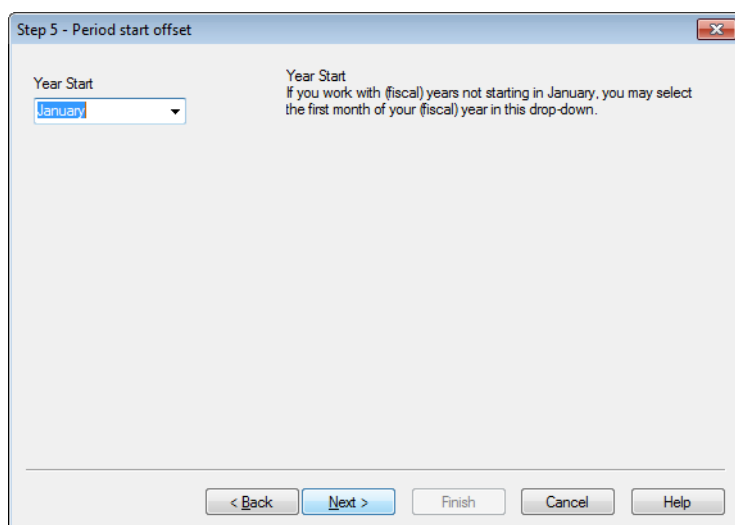 Step 5 - Period start offset
Year Start
January
Year Start
If you work with (fiscal) years not starting in January, you may select
the first month of your (fiscal) year in this drop-down.
< Back
Next >
Finish
Cancel
Help